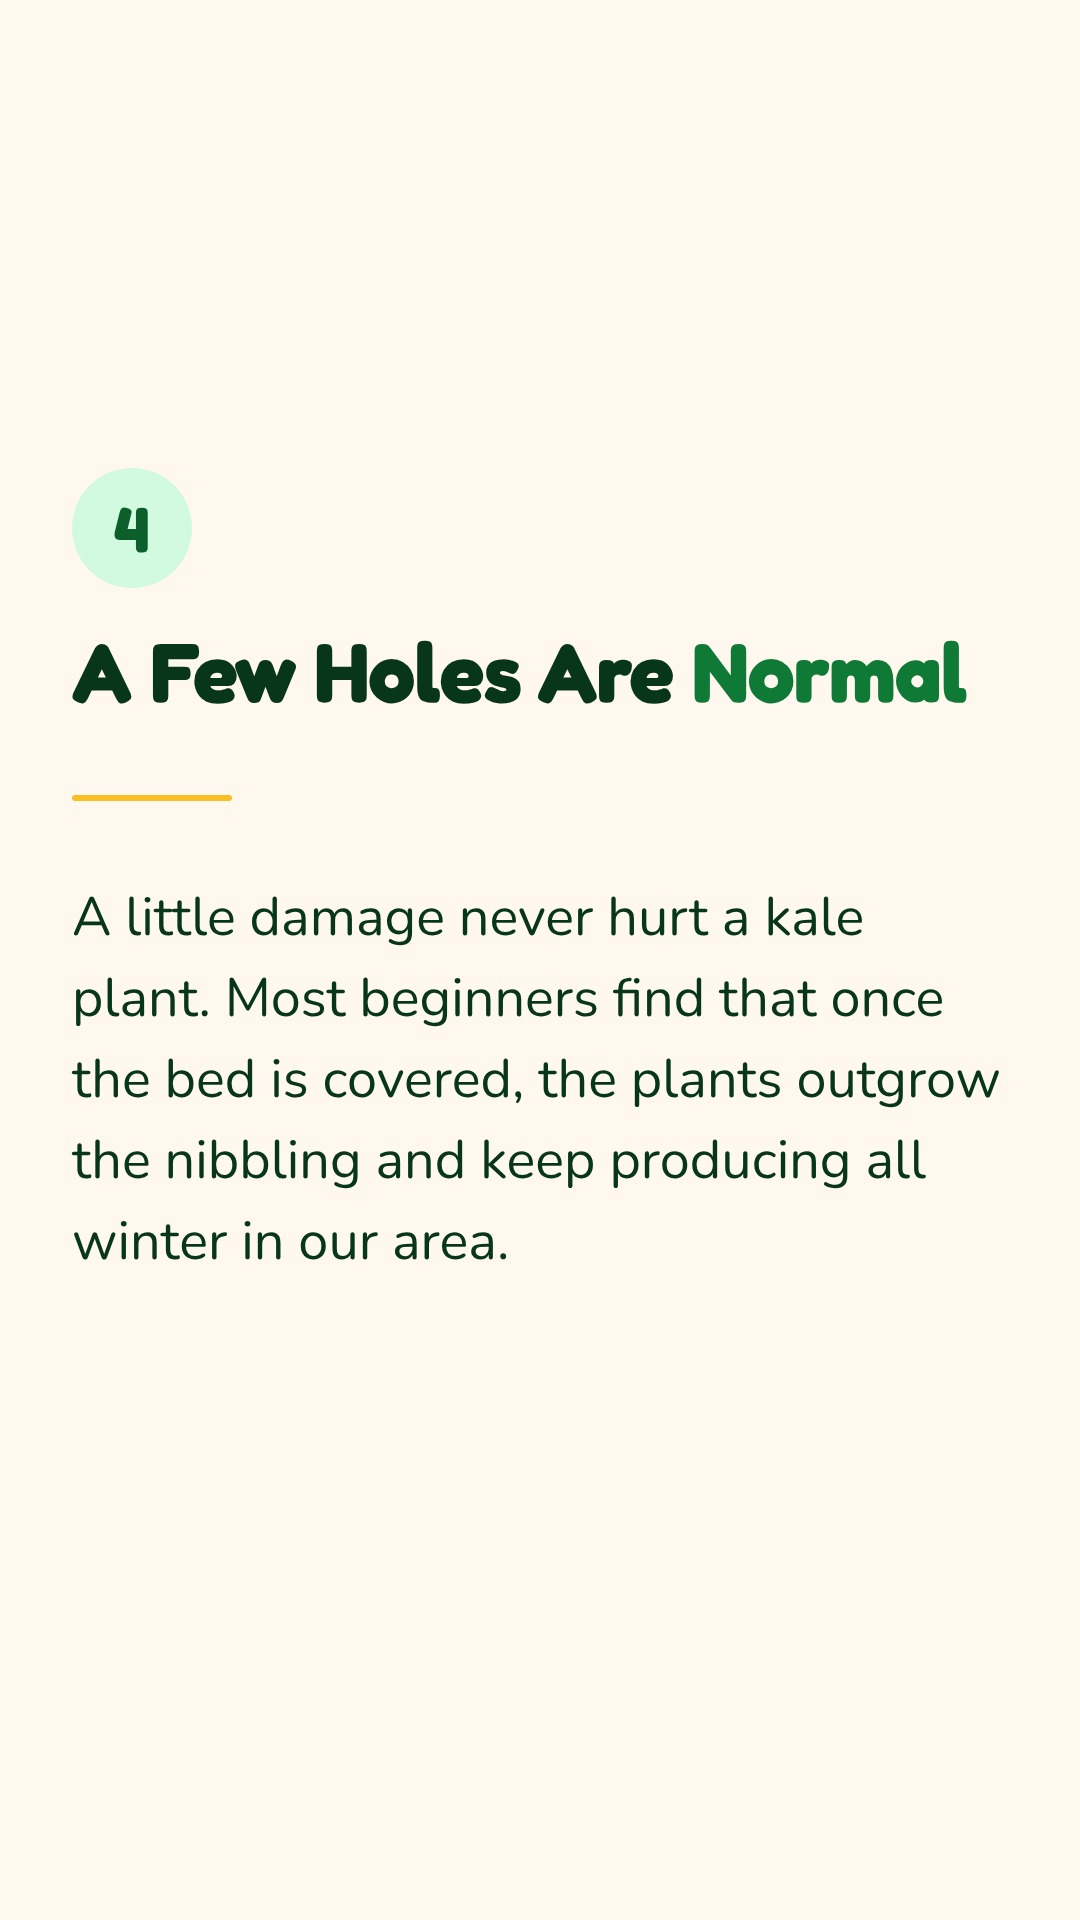 4
A Few Holes Are Normal
A little damage never hurt a kale
plant. Most beginners find that once
the bed is covered, the plants outgrow
the nibbling and keep producing all
winter in our area.